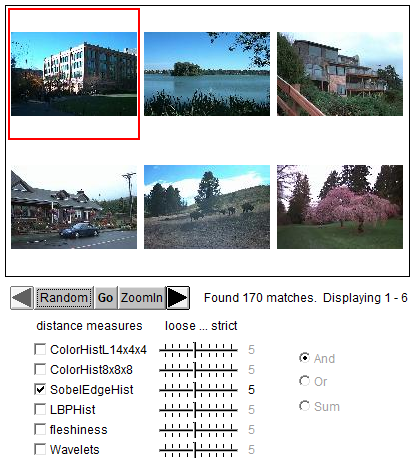 Random Go ZoomIn Found 170 matches. Displaying 1 - 6
distance measures loose ... strict
ColorHistL14x4x4 5
ColorHist8x8x8 5
SobelEdgeHist 5
LBPHist 5
fleshiness 5
Wavelets 5
And
Or
Sum